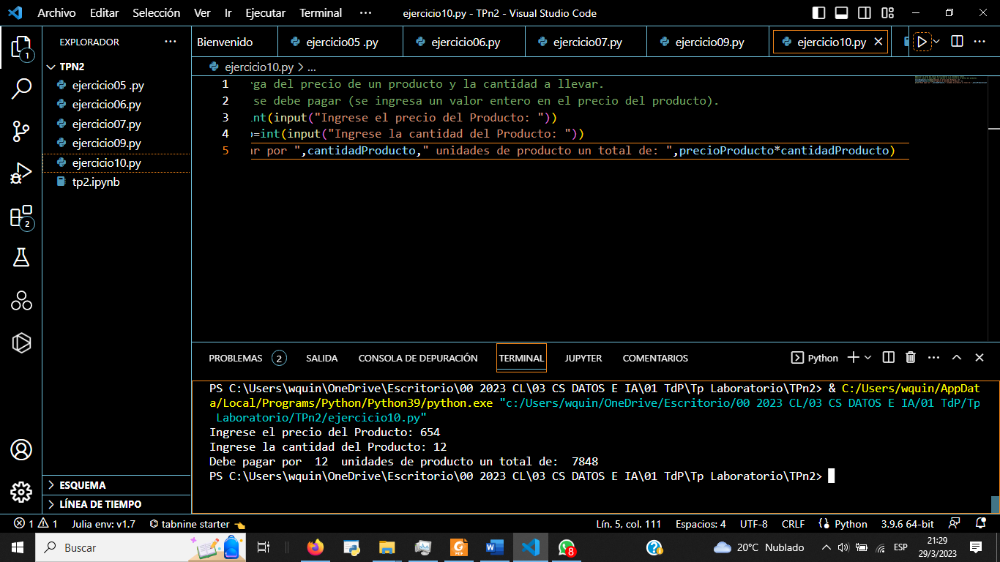 Archivo Editar Selección Ver Ir Ejecutar Terminal ··· ejercicio10.py - TPn2 - Visual Studio Code
EXPLORADOR ···
Bienvenido ejercicio05 .py ejercicio06.py ejercicio07.py ejercicio09.py ejercicio10.py
ejercicio10.py > ...
TPN2
ejercicio05 .py
ejercicio06.py
ejercicio07.py
ejercicio09.py
ejercicio10.py
tp2.ipynb
1
2
1 rga del precio de un producto y la cantidad a llevar.
2 se debe pagar (se ingresa un valor entero en el precio del producto).
3 int(input("Ingrese el precio del Producto: "))
4 o=int(input("Ingrese la cantidad del Producto: "))
5 ar por ",cantidadProducto," unidades de producto un total de: ",precioProducto*cantidadProducto)
PROBLEMAS 2 SALIDA CONSOLA DE DEPURACIÓN TERMINAL JUPYTER COMENTARIOS Python
PS C:\Users\wquin\OneDrive\Escritorio\00 2023 CL\03 CS DATOS E IA\01 TdP\Tp Laboratorio\TPn2> & C:/Users/wquin/AppDat
a/Local/Programs/Python/Python39/python.exe "c:/Users/wquin/OneDrive/Escritorio/00 2023 CL/03 CS DATOS E IA/01 TdP/Tp
Laboratorio/TPn2/ejercicio10.py"
Ingrese el precio del Producto: 654
Ingrese la cantidad del Producto: 12
Debe pagar por  12  unidades de producto un total de:  7848
PS C:\Users\wquin\OneDrive\Escritorio\00 2023 CL\03 CS DATOS E IA\01 TdP\Tp Laboratorio\TPn2>
ESQUEMA
LÍNEA DE TIEMPO
1 1 Julia env: v1.7 tabnine starter Lín. 5, col. 111 Espacios: 4 UTF-8 CRLF Python 3.9.6 64-bit
Buscar 8 20°C Nublado ESP 21:29
29/3/2023